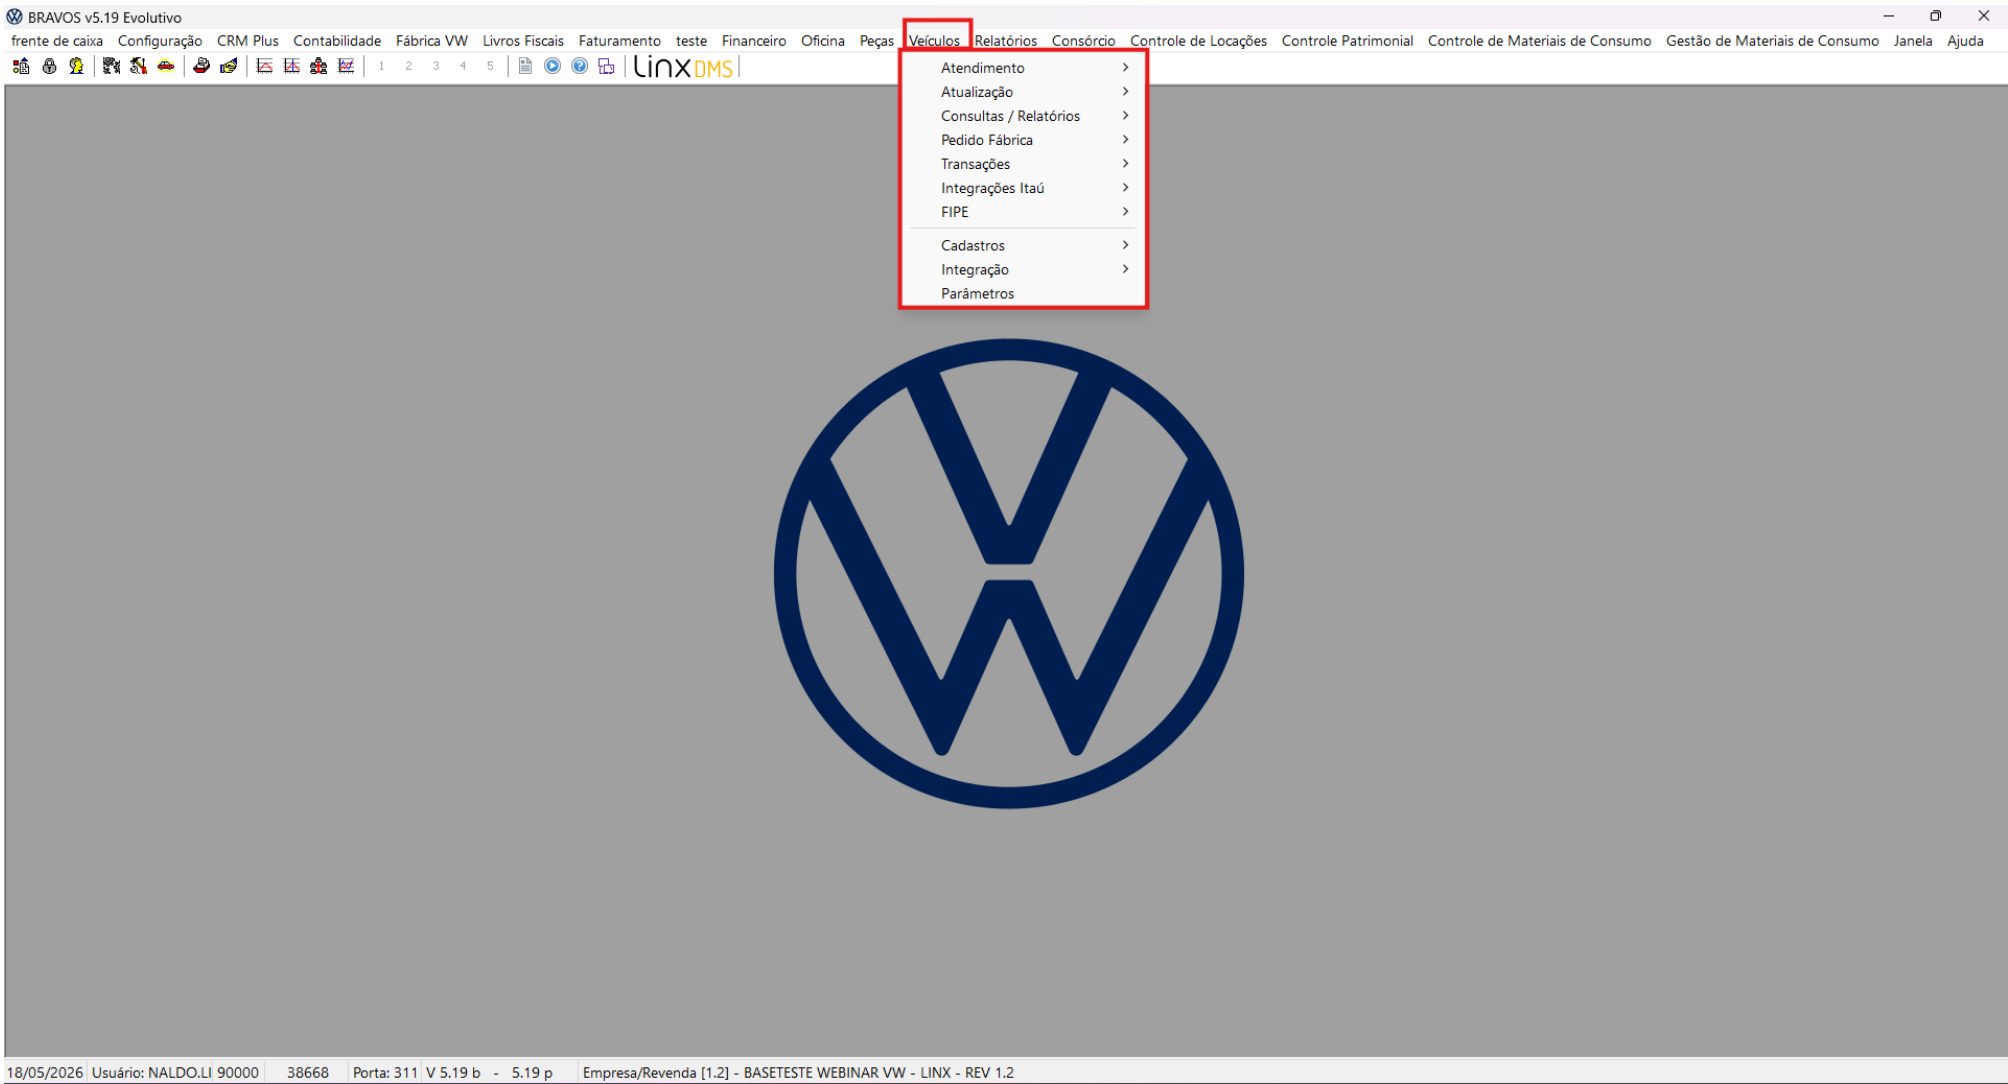 BRAVOS v5.19 Evolutivo
frente de caixa Configuração CRM Plus Contabilidade Fábrica VW Livros Fiscais Faturamento teste Financeiro Oficina Peças Veículos Relatórios Consórcio Controle de Locações Controle Patrimonial Controle de Materiais de Consumo Gestão de Materiais de Consumo Janela Ajuda
1 2 3 4 5 Linx DMS
Atendimento
Atualização
Consultas / Relatórios
Pedido Fábrica
Transações
Integrações Itaú
FIPE
Cadastros
Integração
Parâmetros
18/05/2026 Usuário: NALDO.LI 90000 38668 Porta: 311 V 5.19 b - 5.19 p Empresa/Revenda [1.2] - BASETESTE WEBINAR VW - LINX - REV 1.2